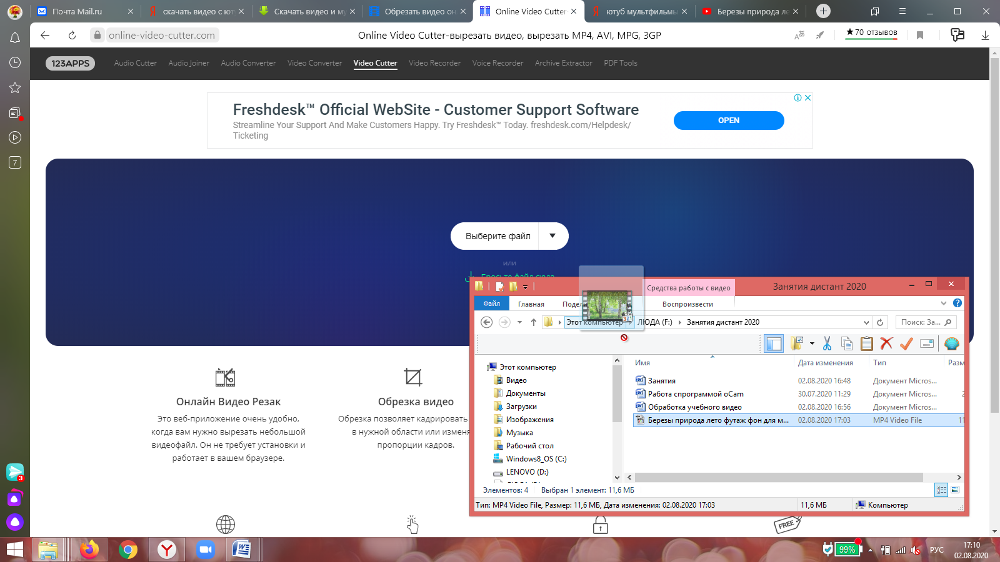 Почта Mail.ru
скачать видео с ют
Скачать видео и му
Обрезать видео он
Online Video Cutter
ютуб мультфильмы
Березы природа ле
online-video-cutter.com
Online Video Cutter-вырезать видео, вырезать MP4, AVI, MPG, 3GP
★70 отзывов
7
123APPS
Audio Cutter
Audio Joiner
Audio Converter
Video Converter
Video Cutter
Video Recorder
Voice Recorder
Archive Extractor
PDF Tools
Freshdesk™ Official WebSite - Customer Support Software
Streamline Your Support And Make Customers Happy. Try Freshdesk™ Today. freshdesk.com/Helpdesk/
Ticketing
OPEN
Выберите файл
или
Средства работы с видео
Занятия дистант 2020
Файл
Главная
Воспроизвести
Этот компьютер
ЛЮДА (F:)
Занятия дистант 2020
Поиск: За...
Этот компьютер
Видео
Документы
Загрузки
Изображения
Музыка
Рабочий стол
Windows8_OS (C:)
LENOVO (D:)
Имя
Дата изменения
Тип
Разм
Занятия
02.08.2020 16:48
Документ Micros...
Работа спрограммой oCam
30.07.2020 11:29
Документ Micros...
2
Обработка учебного видео
02.08.2020 16:56
Документ Micros...
Березы природа лето футаж фон для м...
02.08.2020 17:03
MP4 Video File
11
Элементов: 4
Выбран 1 элемент: 11,6 МБ
Тип: MP4 Video File, Размер: 11,6 МБ, Дата изменения: 02.08.2020 17:03
11,6 МБ
Компьютер
Онлайн Видео Резак
Это веб-приложение очень удобно,
когда вам нужно вырезать небольшой
видеофайл. Он не требует установки и
работает в вашем браузере.
Обрезка видео
Обрезка позволяет кадрировать
в нужной области или изменя
пропорции кадров.
FREE
3
99%
РУС
17:10
02.08.2020